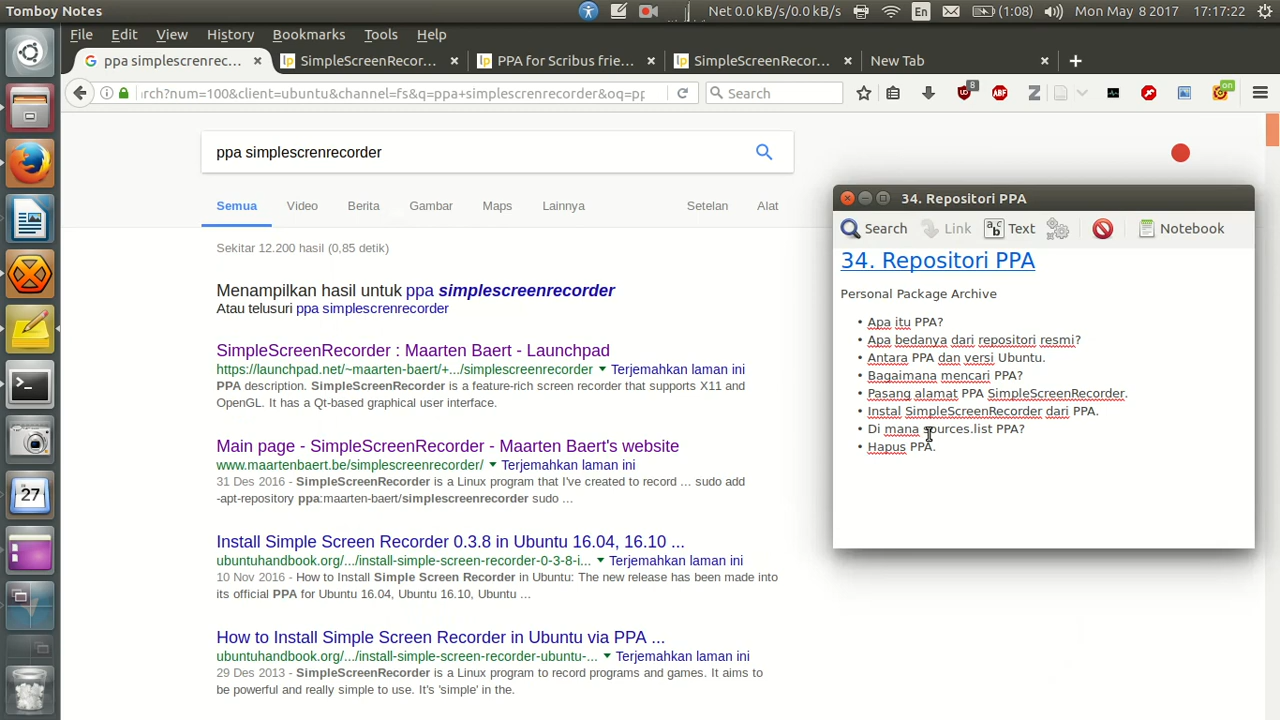 Tomboy Notes
Net 0.0 kB/s/0.0 kB/s
En
(1:08)
Mon May 8 2017
17:17:22
File Edit View History Bookmarks Tools Help
ppa simplescrenrec...
SimpleScreenRecor...
PPA for Scribus frie...
SimpleScreenRecor...
New Tab
rch?num=100&client=ubuntu&channel=fs&q=ppa+simplescrenrecorder&oq=pp
Search
8
ABP
on
ppa simplescrenrecorder
Semua Video Berita Gambar Maps Lainnya Setelan Alat
Sekitar 12.200 hasil (0,85 detik)
Menampilkan hasil untuk ppa simplescreenrecorder
Atau telusuri ppa simplescrenrecorder
SimpleScreenRecorder : Maarten Baert - Launchpad
https://launchpad.net/~maarten-baert/+.../simplescreenrecorder Terjemahkan laman ini
PPA description. SimpleScreenRecorder is a feature-rich screen recorder that supports X11 and
OpenGL. It has a Qt-based graphical user interface.
Main page - SimpleScreenRecorder - Maarten Baert's website
www.maartenbaert.be/simplescreenrecorder/ Terjemahkan laman ini
31 Des 2016 - SimpleScreenRecorder is a Linux program that I've created to record ... sudo add
-apt-repository ppa:maarten-baert/simplescreenrecorder sudo ...
Install Simple Screen Recorder 0.3.8 in Ubuntu 16.04, 16.10 ...
ubuntuhandbook.org/.../install-simple-screen-recorder-0-3-8-i... Terjemahkan laman ini
10 Nov 2016 - How to Install Simple Screen Recorder in Ubuntu: The new release has been made into
its official PPA for Ubuntu 16.04, Ubuntu 16.10, Ubuntu ...
How to Install Simple Screen Recorder in Ubuntu via PPA ...
ubuntuhandbook.org/.../install-simple-screen-recorder-ubuntu-... Terjemahkan laman ini
29 Des 2013 - SimpleScreenRecorder is a Linux program to record programs and games. It aims to
be powerful and really simple to use. It's 'simple' in the.
34. Repositori PPA
Search Link Text Notebook
34. Repositori PPA
Personal Package Archive
• Apa itu PPA?
• Apa bedanya dari repositori resmi?
• Antara PPA dan versi Ubuntu.
• Bagaimana mencari PPA?
• Pasang alamat PPA SimpleScreenRecorder.
• Instal SimpleScreenRecorder dari PPA.
• Di mana sources.list PPA?
• Hapus PPA.
27